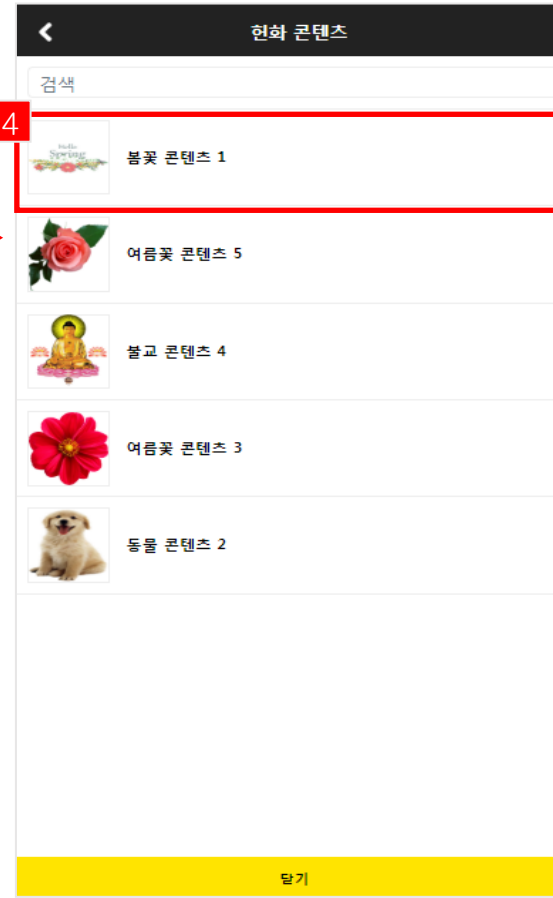 헌화 콘텐츠
검색
4
Hello
Spring
봄꽃 콘텐츠 1
여름꽃 콘텐츠 5
불교 콘텐츠 4
여름꽃 콘텐츠 3
동물 콘텐츠 2
닫기